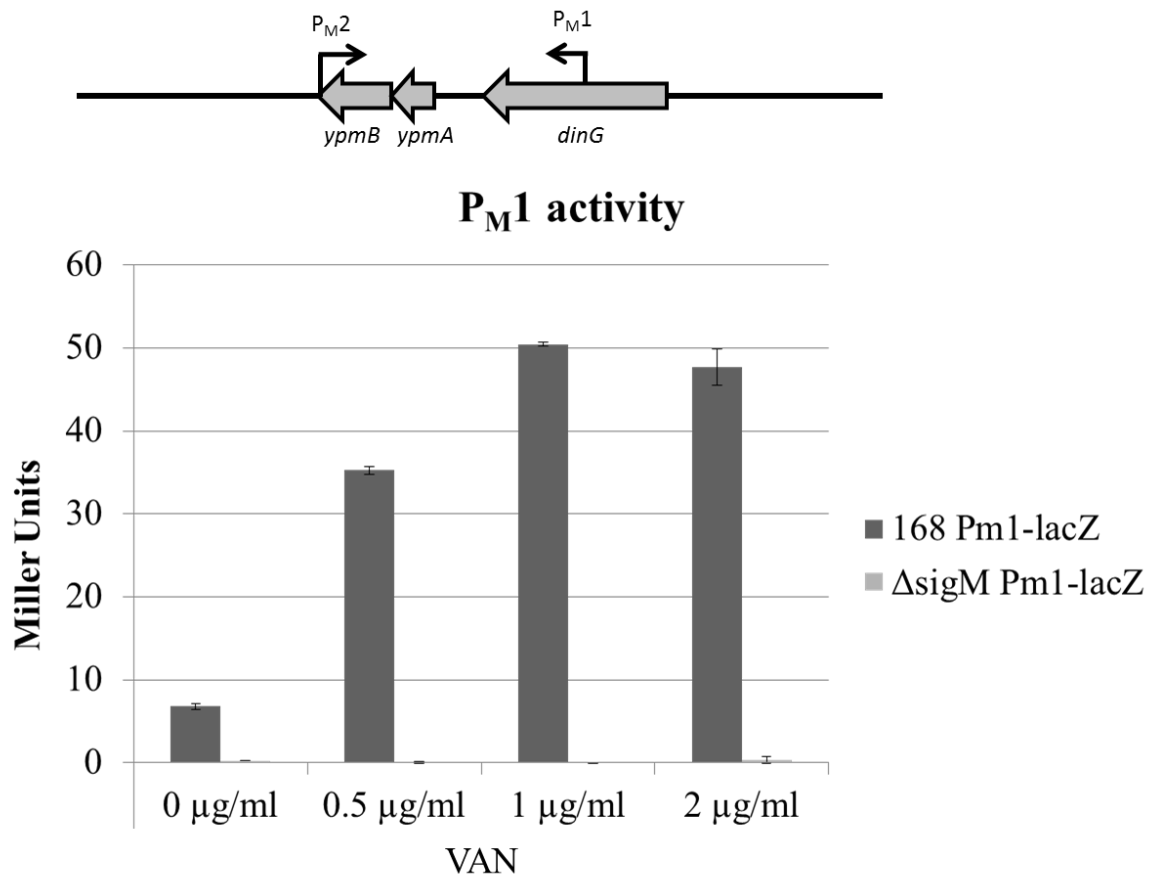 PM2
PM1
ypmB
ypmA
dinG
PM1 activity
60
50
40
30
20
10
0
Miller Units
0 µg/ml
0.5 µg/ml
1 µg/ml
2 µg/ml
VAN
168 Pm1-lacZ
ΔsigM Pm1-lacZ